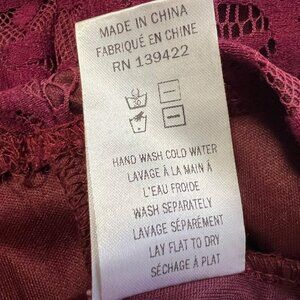 MADE IN CHINA
FABRIQUÉ EN CHINE
RN 139422
HAND WASH COLD WATER
LAVAGE À LA MAIN À
L'EAU FROIDE
WASH SEPARATELY
LAVAGE SÉPARÉMENT
LAY FLAT TO DRY
SÉCHAGE À PLAT